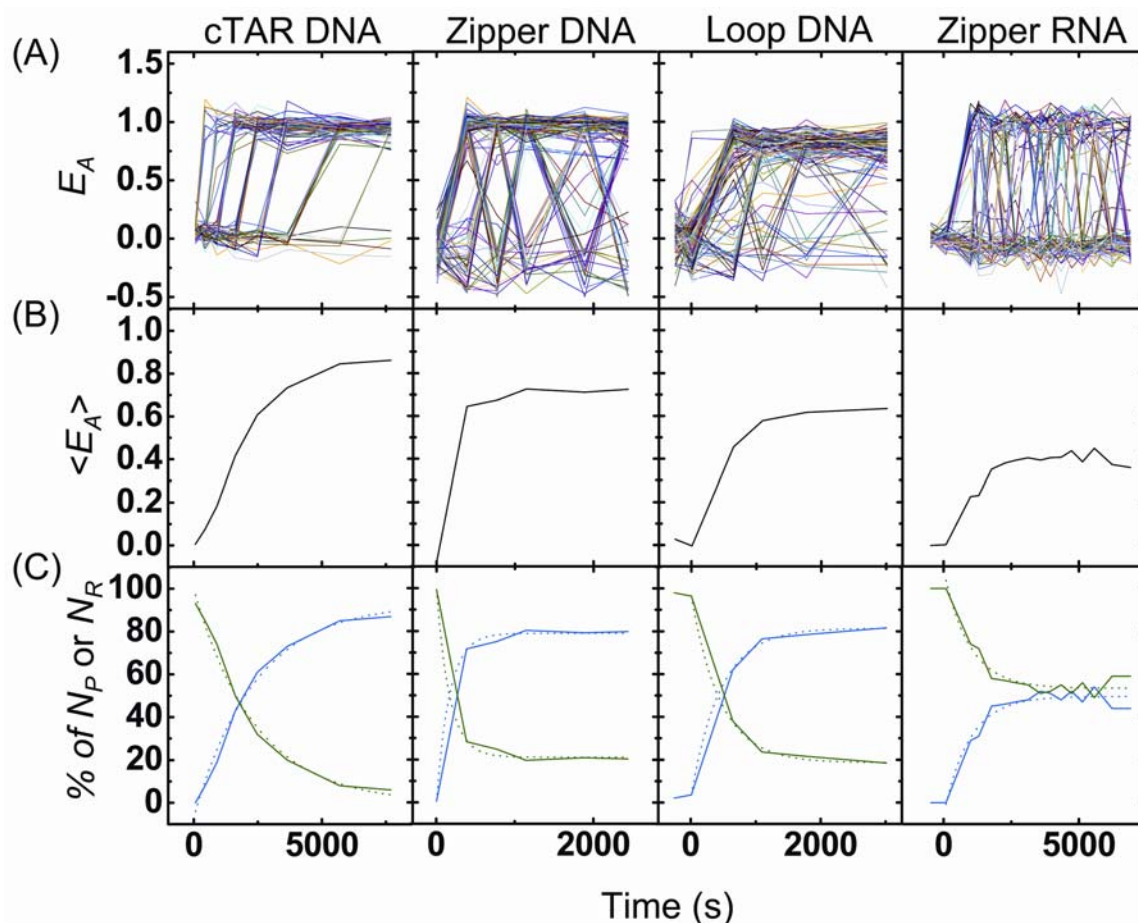 cTAR DNA Zipper DNA Loop DNA Zipper RNA
(A)
E_A
1.5
1.0
0.5
0.0
-0.5
(B)
<E_A>
1.0
0.8
0.6
0.4
0.2
0.0
(C)
% of N_P or N_R
100
80
60
40
20
0
0 5000 0 2000 0 2000 0 5000
Time (s)